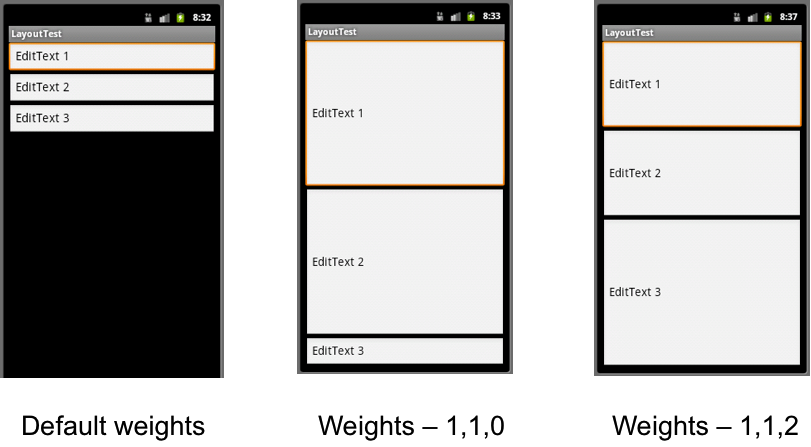 8:32
LayoutTest
EditText 1
EditText 2
EditText 3
Default weights
8:33
LayoutTest
EditText 1
EditText 2
EditText 3
Weights – 1,1,0
8:37
LayoutTest
EditText 1
EditText 2
EditText 3
Weights – 1,1,2